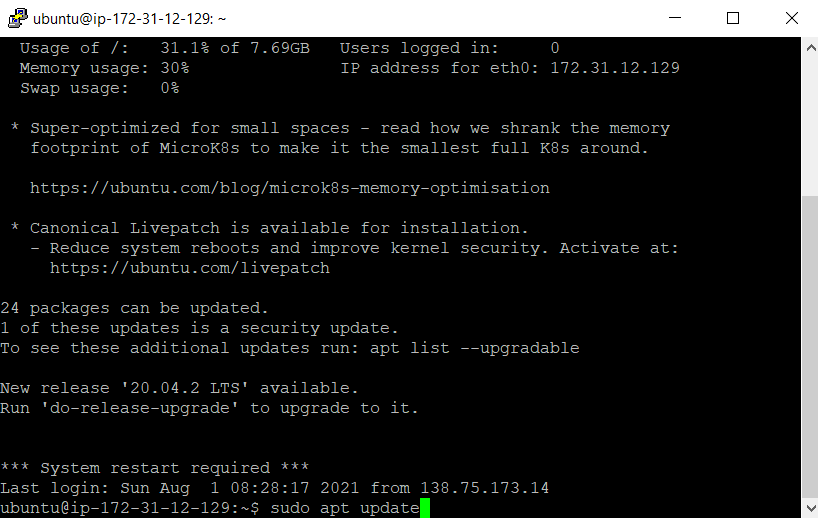 ubuntu@ip-172-31-12-129: ~
Usage of /: 31.1% of 7.69GB Users logged in: 0
Memory usage: 30% IP address for eth0: 172.31.12.129
Swap usage: 0%
* Super-optimized for small spaces - read how we shrank the memory
footprint of MicroK8s to make it the smallest full K8s around.
https://ubuntu.com/blog/microk8s-memory-optimisation
* Canonical Livepatch is available for installation.
- Reduce system reboots and improve kernel security. Activate at:
https://ubuntu.com/livepatch
24 packages can be updated.
1 of these updates is a security update.
To see these additional updates run: apt list --upgradable
New release '20.04.2 LTS' available.
Run 'do-release-upgrade' to upgrade to it.
*** System restart required ***
Last login: Sun Aug 1 08:28:17 2021 from 138.75.173.14
ubuntu@ip-172-31-12-129:~$ sudo apt update